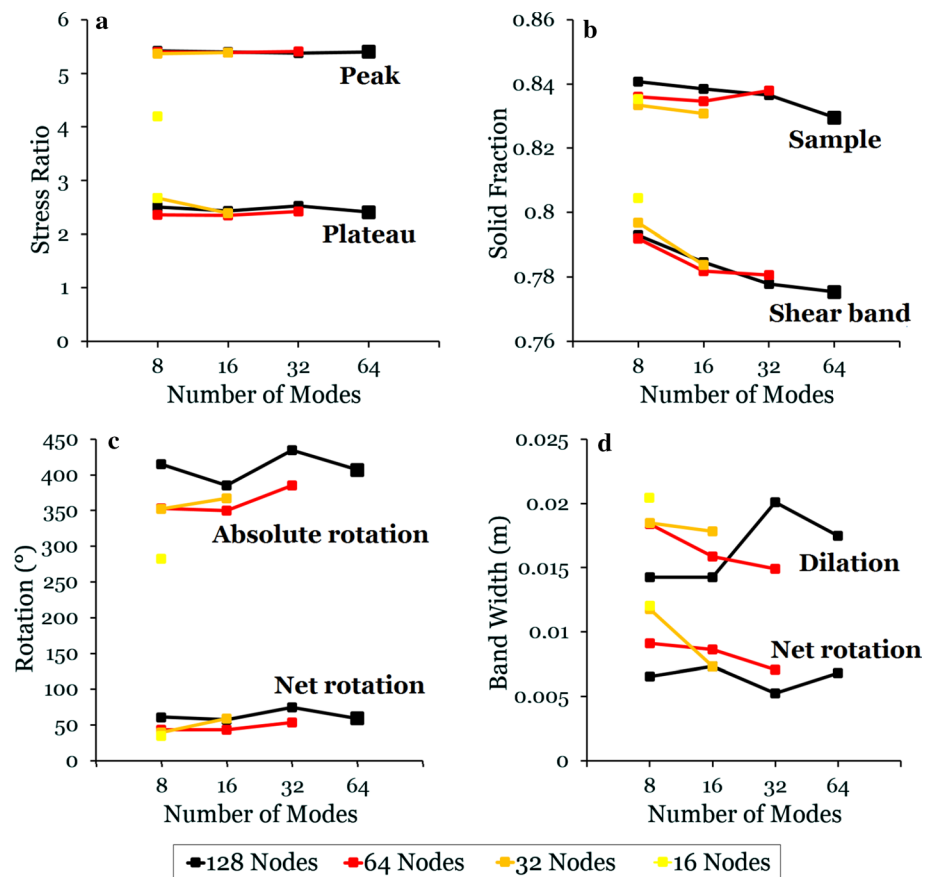 a
6
5
4
3
2
1
0
Stress Ratio
Peak
Plateau
8 16 32 64
Number of Modes
b
0.86
0.84
0.82
0.8
0.78
0.76
Solid Fraction
Sample
Shear band
8 16 32 64
Number of Modes
c
450
400
350
300
250
200
150
100
50
0
Rotation (°)
Absolute rotation
Net rotation
8 16 32 64
Number of Modes
d
0.025
0.02
0.015
0.01
0.005
0
Band Width (m)
Dilation
Net rotation
8 16 32 64
Number of Modes
128 Nodes 64 Nodes 32 Nodes 16 Nodes